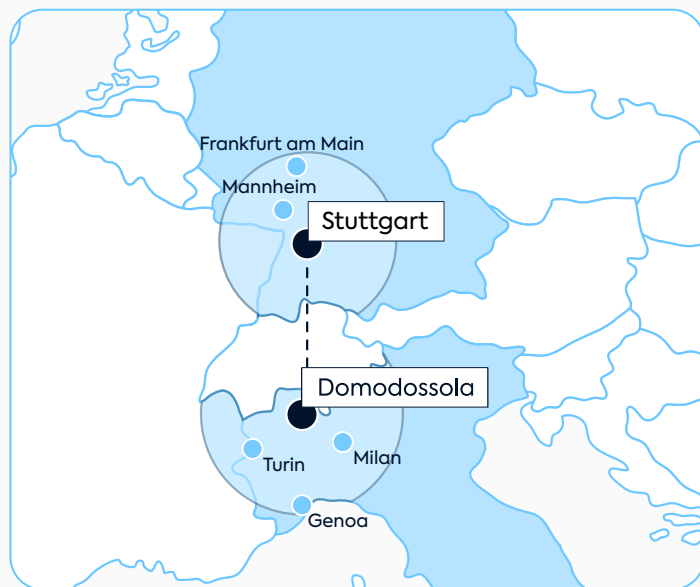 Frankfurt am Main
Mannheim
Stuttgart
Domodossola
Turin
Milan
Genoa